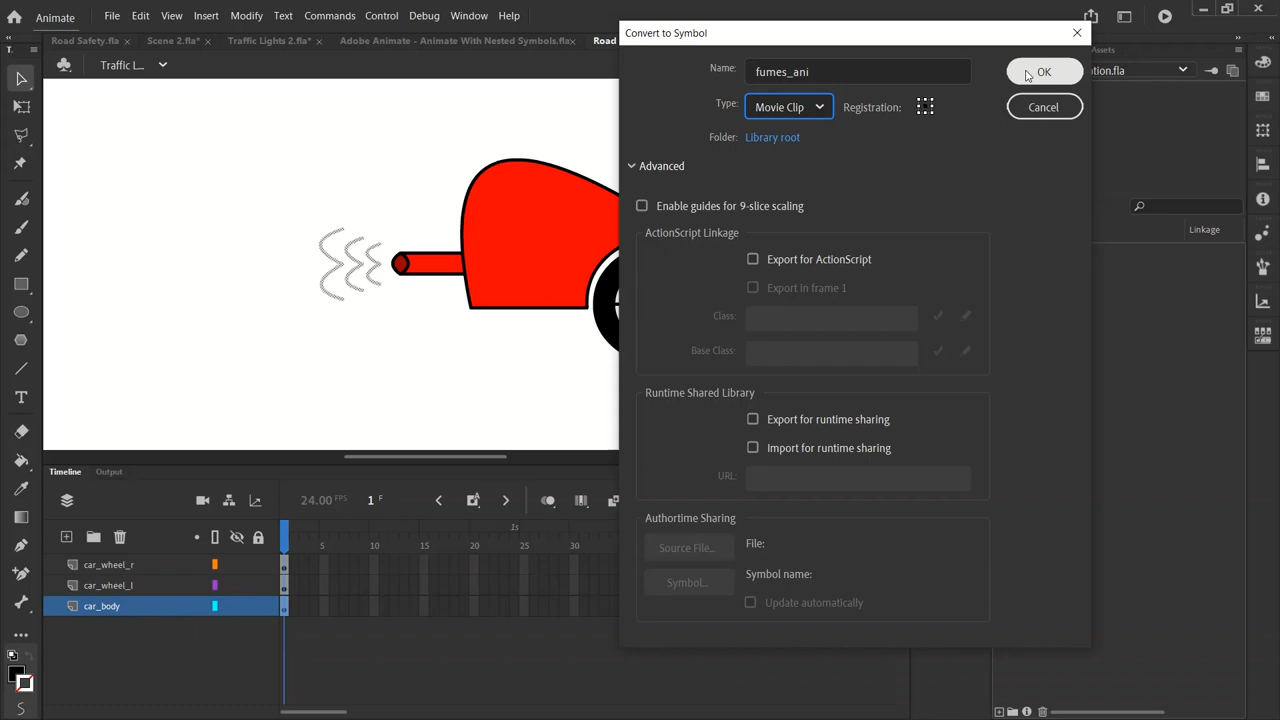 Animate
File
Edit
View
Insert
Modify
Text
Commands
Control
Debug
Window
Help
Road Safety.fla
Scene 2.fla*
Traffic Lights 2.fla*
Adobe Animate - Animate With Nested Symbols.fla
Road
Traffic L...
Convert to Symbol
Name:
fumes_ani
OK
Type:
Movie Clip
Registration:
Cancel
Folder:
Library root
Advanced
Enable guides for 9-slice scaling
ActionScript Linkage
Export for ActionScript
Export in frame 1
Class:
Base Class:
Runtime Shared Library
Export for runtime sharing
Import for runtime sharing
URL:
Authortime Sharing
Source File...
File:
Symbol...
Symbol name:
Update automatically
Assets
tion.fla
Linkage
T.
Timeline
Output
24.00 FPS
1 F
1s
5
10
15
20
25
30
car_wheel_r
car_wheel_l
car_body